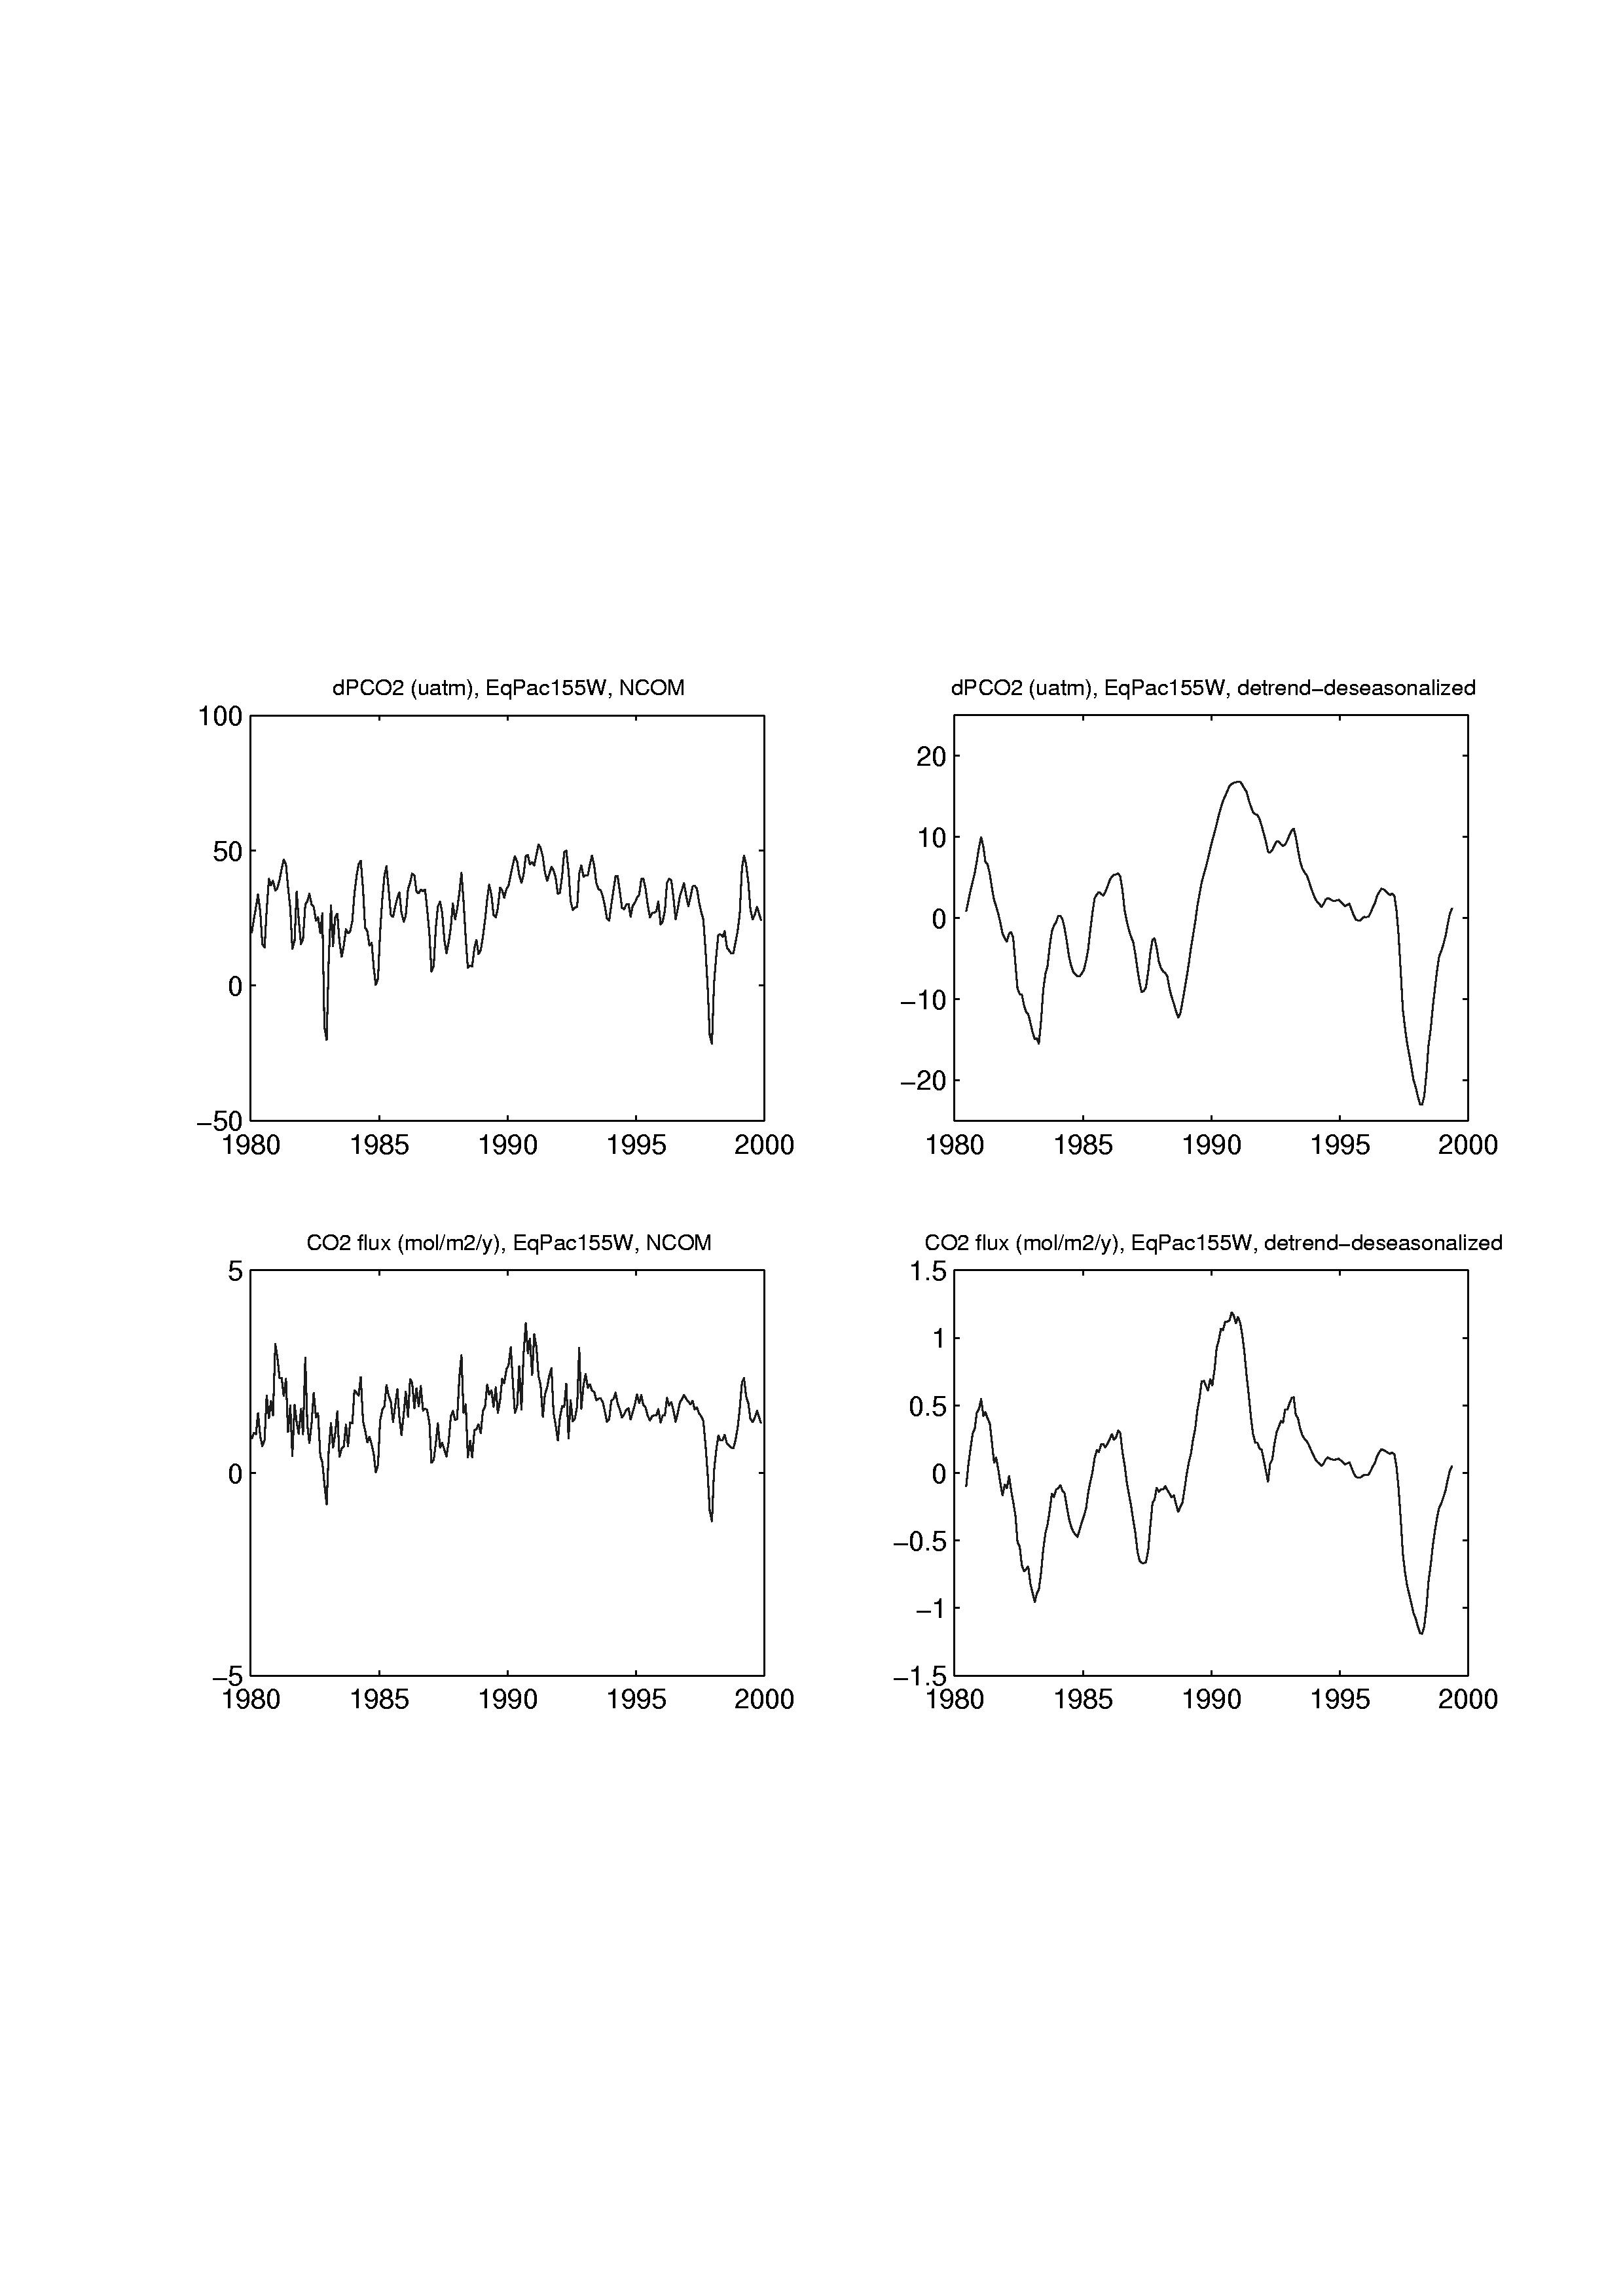 dPCO2 (uatm), EqPac155W, NCOM
100
50
0
−50
1980 1985 1990 1995 2000
dPCO2 (uatm), EqPac155W, detrend−deseasonalized
20
10
0
−10
−20
1980 1985 1990 1995 2000
CO2 flux (mol/m2/y), EqPac155W, NCOM
5
0
−5
1980 1985 1990 1995 2000
CO2 flux (mol/m2/y), EqPac155W, detrend−deseasonalized
1.5
1
0.5
0
−0.5
−1
−1.5
1980 1985 1990 1995 2000